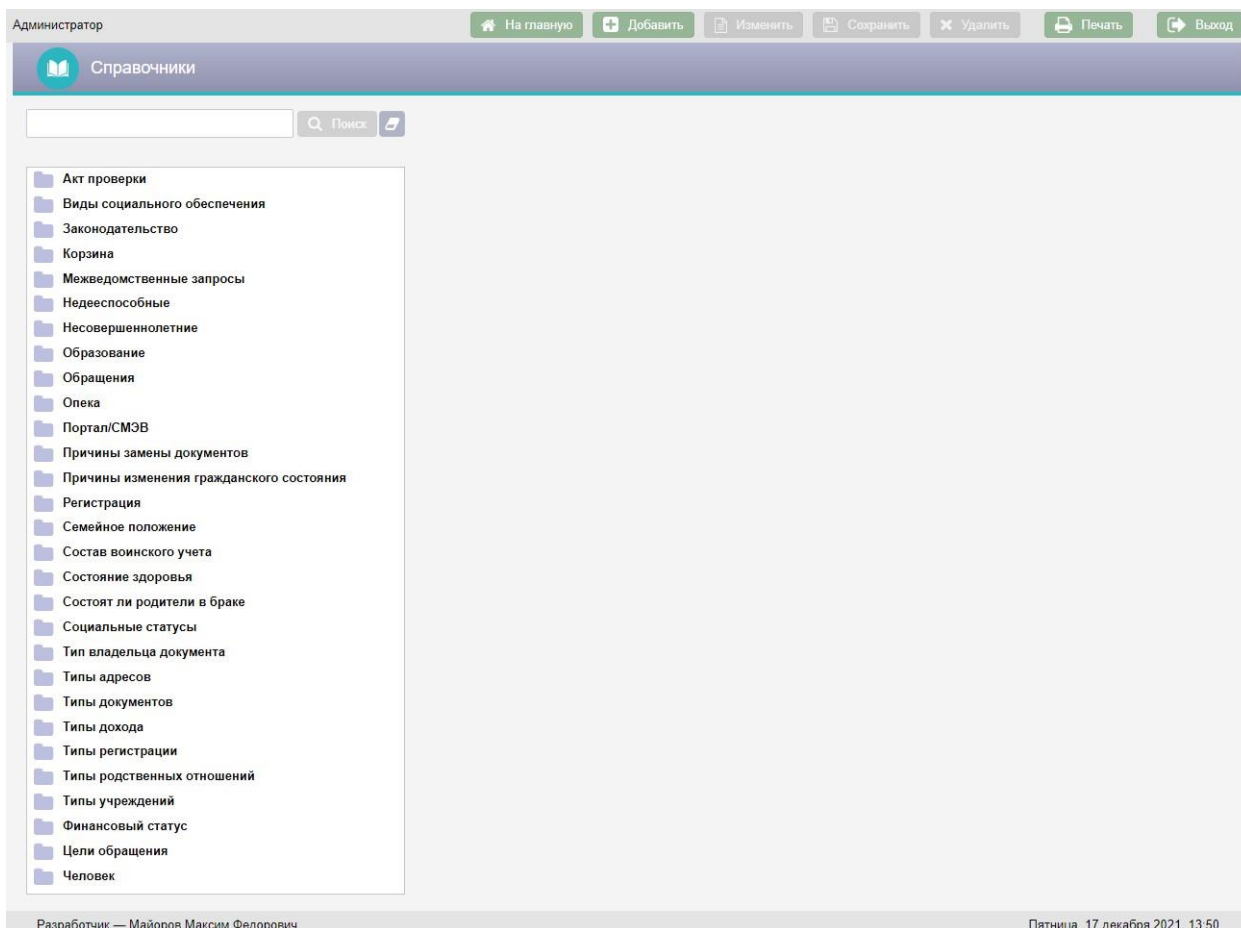 Администратор
На главную
Добавить
Изменить
Сохранить
Удалить
Печать
Выход
Справочники
Поиск
Акт проверки
Виды социального обеспечения
Законодательство
Корзина
Межведомственные запросы
Недееспособные
Несовершеннолетние
Образование
Обращения
Опека
Портал/СМЭВ
Причины замены документов
Причины изменения гражданского состояния
Регистрация
Семейное положение
Состав воинского учета
Состояние здоровья
Состоят ли родители в браке
Социальные статусы
Тип владельца документа
Типы адресов
Типы документов
Типы дохода
Типы регистрации
Типы родственных отношений
Типы учреждений
Финансовый статус
Цели обращения
Человек
Разработчик — Майоров Максим Федорович
Пятница, 17 декабря 2021, 13:50